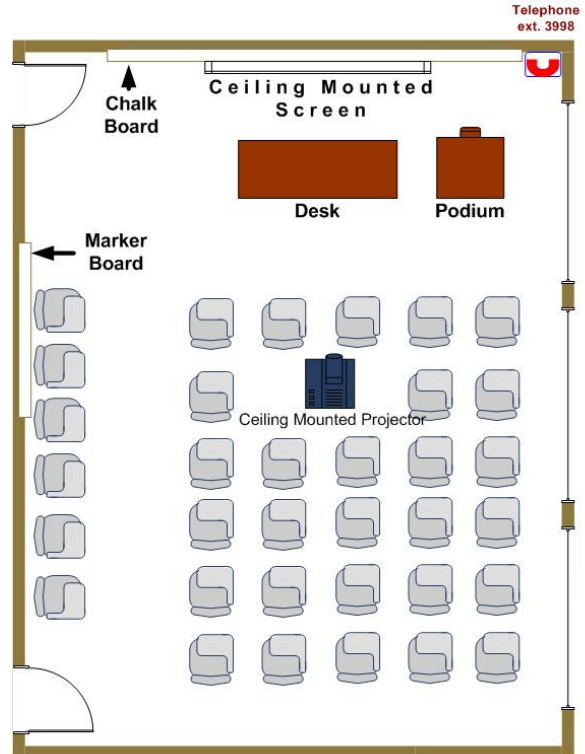 Telephone
ext. 3998
Ceiling Mounted
Screen
Chalk
Board
Desk
Podium
Marker
Board
Ceiling Mounted Projector